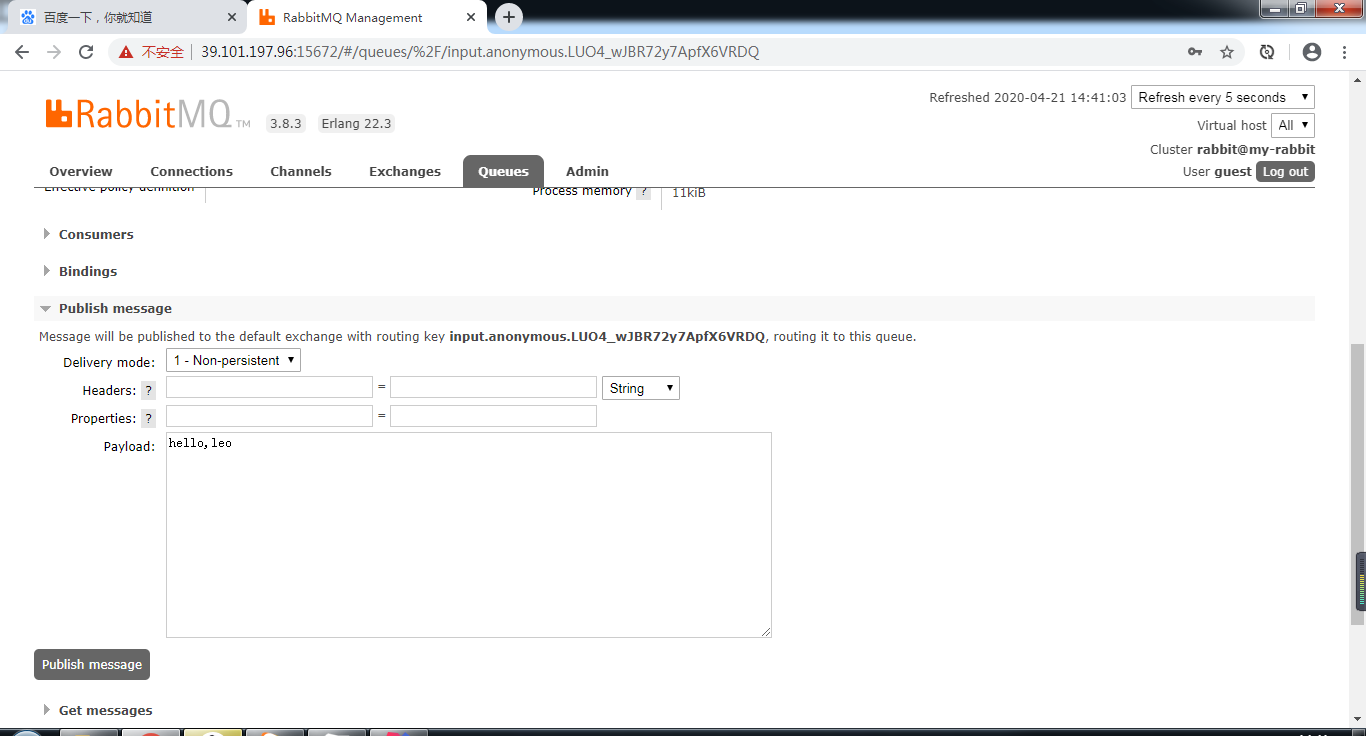 百度一下，你就知道
RabbitMQ Management
不安全 39.101.197.96:15672/#/queues/%2F/input.anonymous.LUO4_wJBR72y7ApfX6VRDQ
RabbitMQ TM 3.8.3 Erlang 22.3
Refreshed 2020-04-21 14:41:03 Refresh every 5 seconds
Virtual host All
Cluster rabbit@my-rabbit
User guest Log out
Overview Connections Channels Exchanges Queues Admin
Effective policy definition Process memory ? 11kiB
Consumers
Bindings
Publish message
Message will be published to the default exchange with routing key input.anonymous.LUO4_wJBR72y7ApfX6VRDQ, routing it to this queue.
Delivery mode: 1 - Non-persistent
Headers: ? = String
Properties: ? =
Payload: hello,leo
Publish message
Get messages